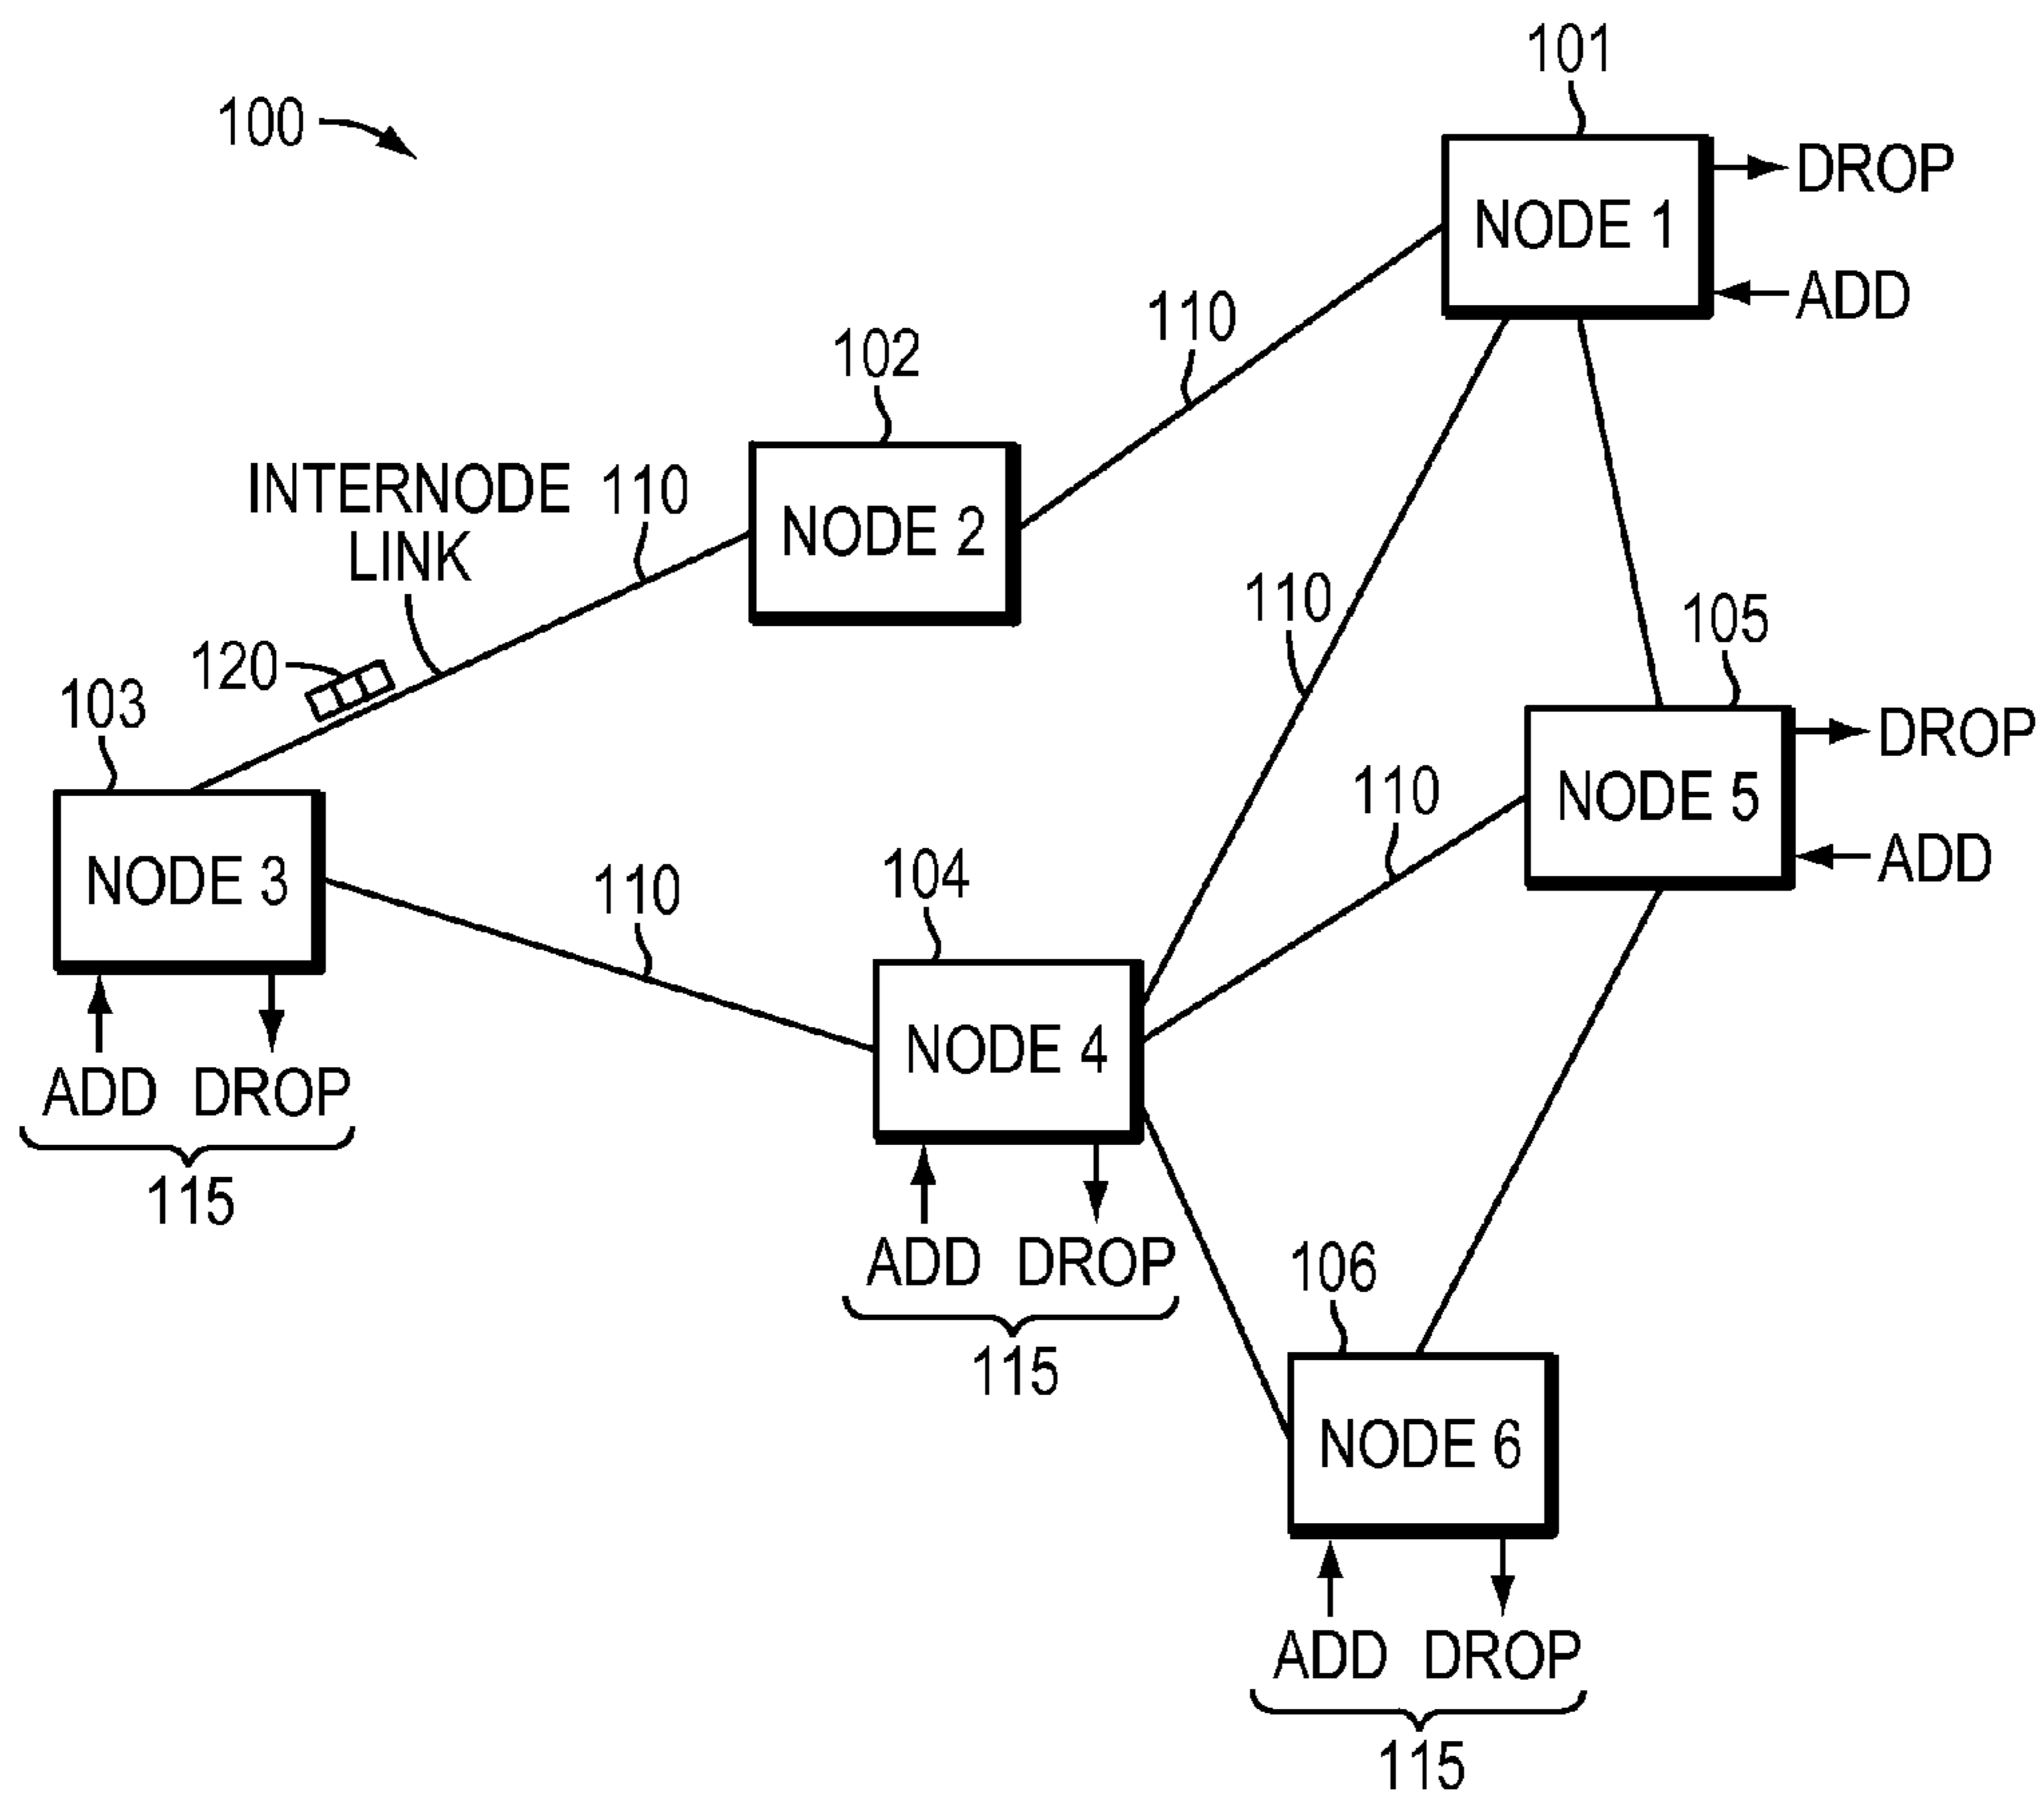 101
100
DROP
NODE 1
ADD
110
102
INTERNODE
LINK
110
NODE 2
110
105
120
103
DROP
NODE 5
110
ADD
NODE 3
110
104
NODE 4
ADD DROP
115
ADD DROP
115
106
NODE 6
ADD DROP
115